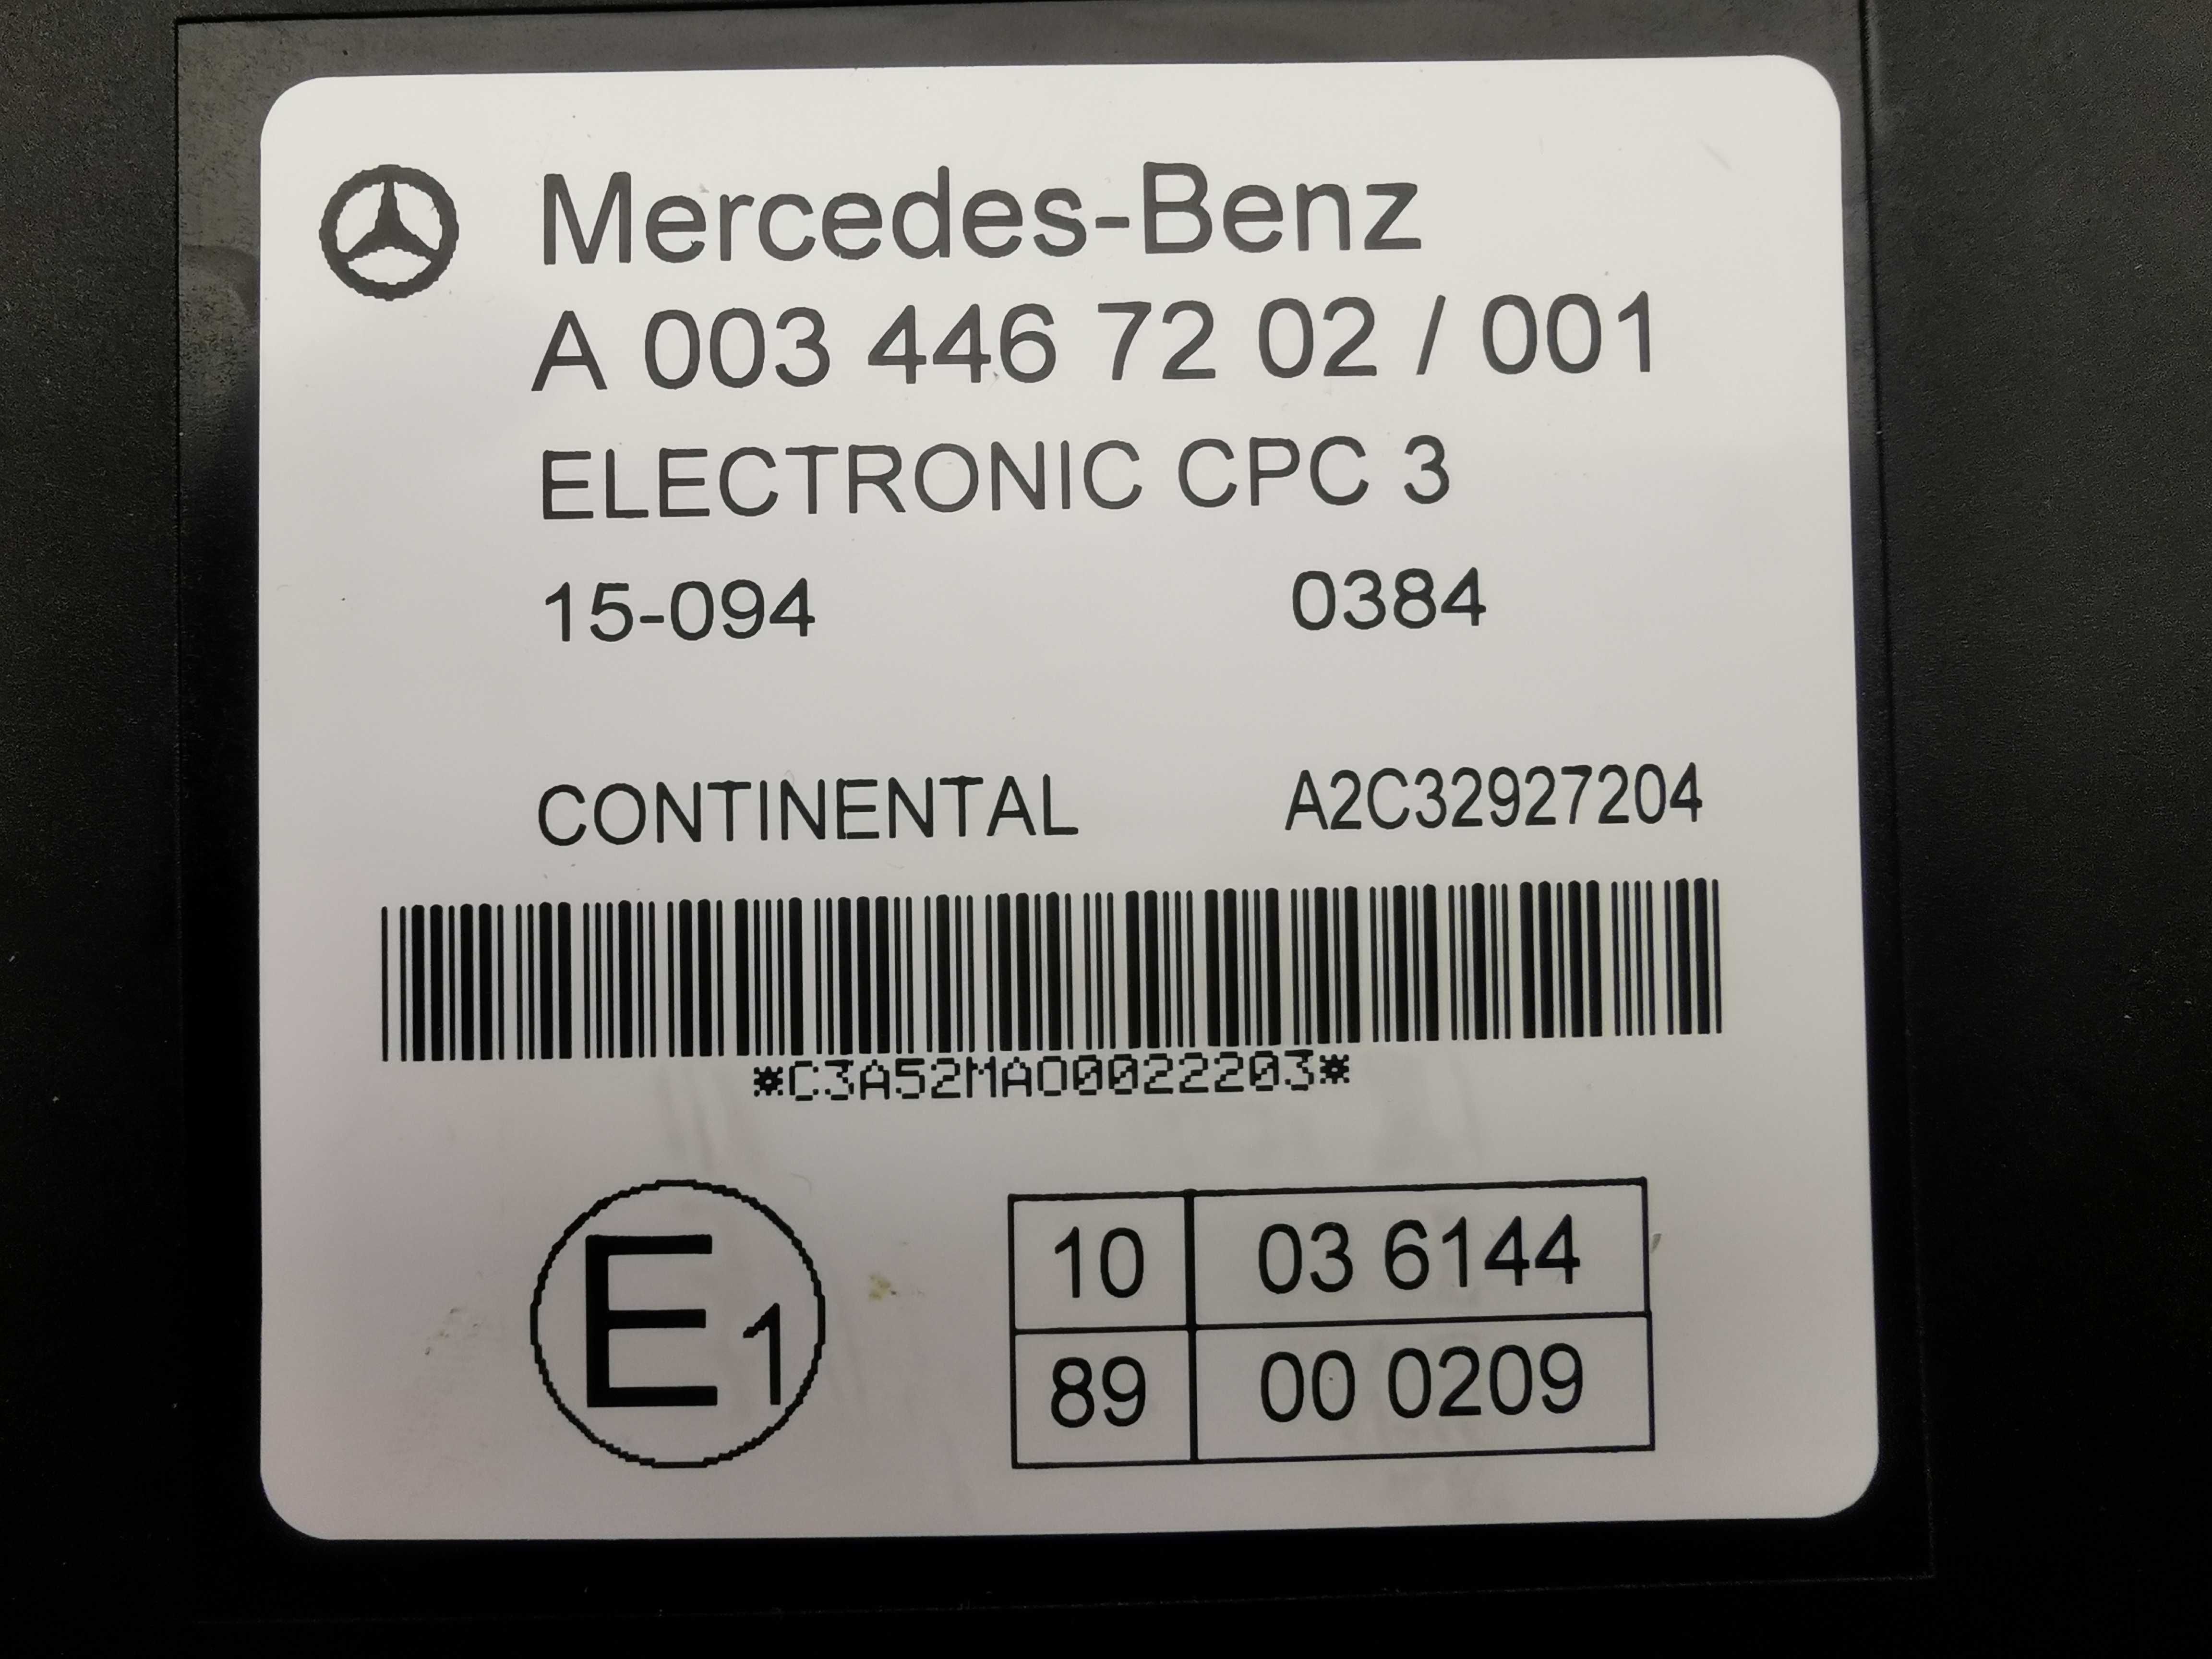 Mercedes-Benz
A 003 446 72 02 / 001
ELECTRONIC CPC 3
15-094 0384
CONTINENTAL A2C32927204
*C3A52MAO0022203*
E1
10 03 6144
89 00 0209